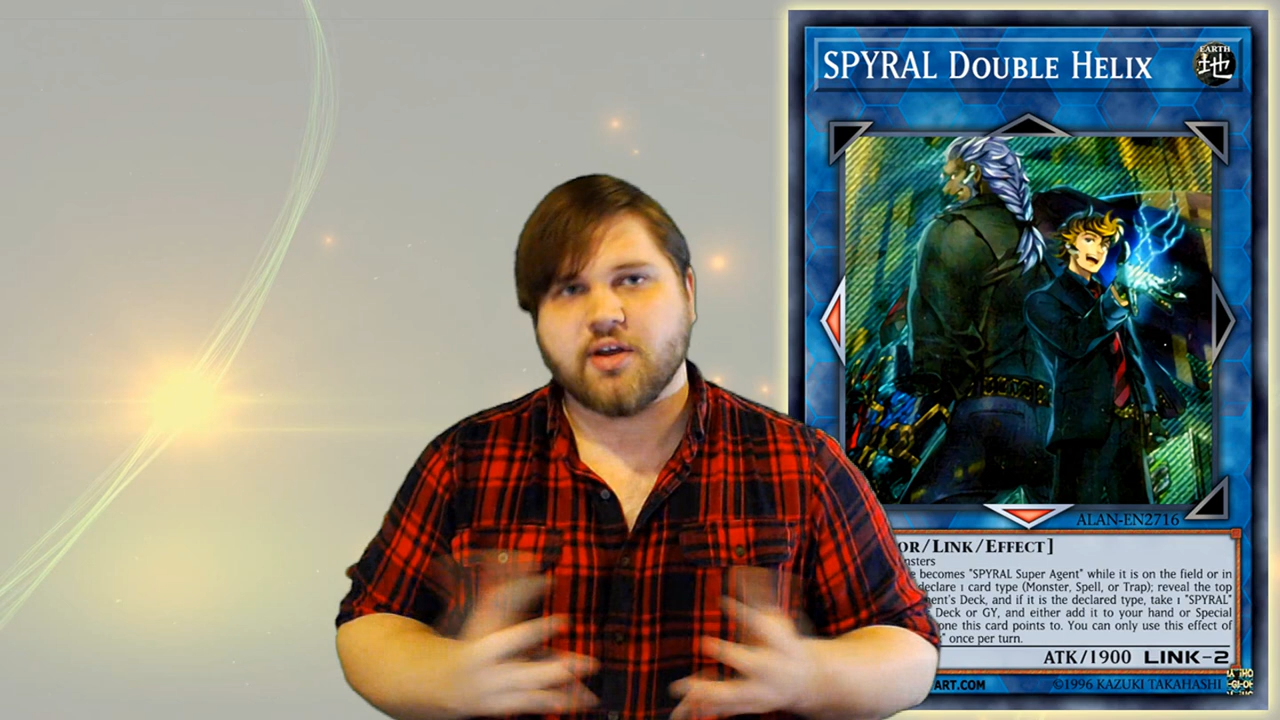 SPYRAL DOUBLE HELIX
EARTH
地
ALAN-EN2716
OR/LINK/EFFECT]
becomes "SPYRAL Super Agent" while it is on the field or in
declare 1 card type (Monster, Spell, or Trap); reveal the top
Deck, and if it is the declared type, take 1 "SPYRAL"
Deck or GY, and either add it to your hand or Special
one this card points to. You can only use this effect of
once per turn.
ATK/1900 LINK-2
ART.COM ©1996 KAZUKI TAKAHASHI